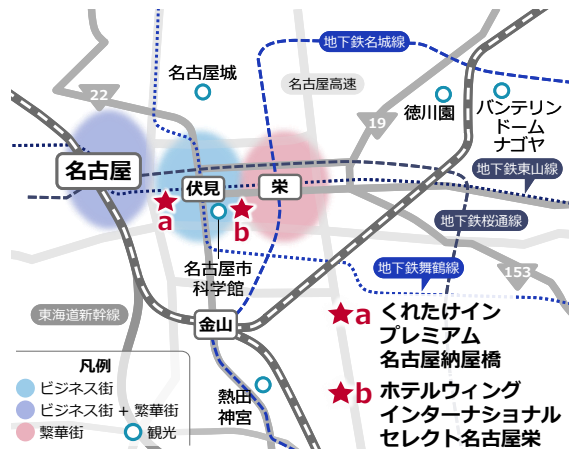 地下鉄名城線
名古屋城
名古屋高速
22
徳川園
バンテリン
ドーム
ナゴヤ
19
名古屋
伏見
栄
地下鉄東山線
a
b
地下鉄桜通線
名古屋市
科学館
地下鉄舞鶴線
153
東海道新幹線
金山
a くれたけイン
プレミアム
名古屋納屋橋
凡例
ビジネス街
ビジネス街 + 繁華街
繁華街
観光
熱田
神宮
b ホテルウィング
インターナショナル
セレクト名古屋栄